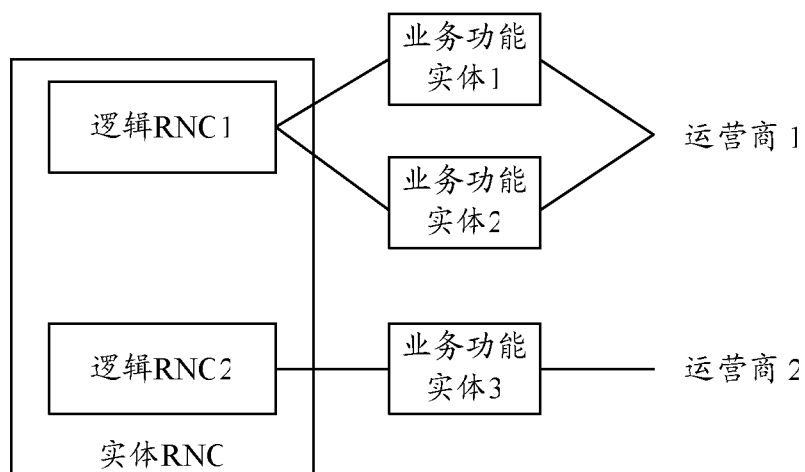 业务功能
实体1
逻辑RNC1
运营商1
业务功能
实体2
业务功能
实体3
逻辑RNC2
运营商2
实体RNC